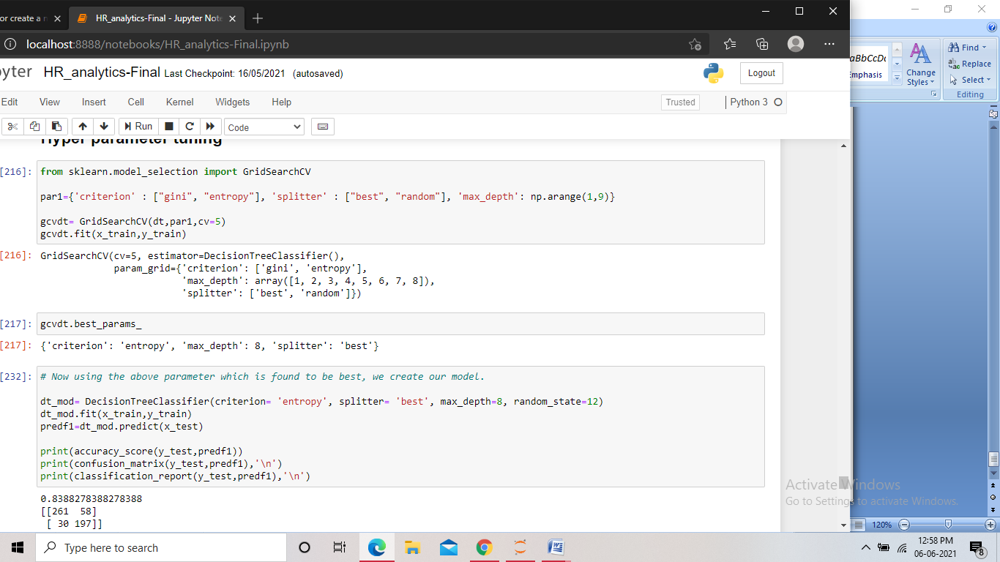 or create a n
HR_analytics-Final - Jupyter Note
localhost:8888/notebooks/HR_analytics-Final.ipynb
yter HR_analytics-Final Last Checkpoint: 16/05/2021 (autosaved)
Logout
Edit View Insert Cell Kernel Widgets Help
Trusted
Python 3
Run
Code
Hyper parameter tuning
[216]: from sklearn.model_selection import GridSearchCV
par1={'criterion' : ["gini", "entropy"], 'splitter' : ["best", "random"], 'max_depth': np.arange(1,9)}
gcvdt= GridSearchCV(dt,par1,cv=5)
gcvdt.fit(x_train,y_train)
[216]: GridSearchCV(cv=5, estimator=DecisionTreeClassifier(),
param_grid={'criterion': ['gini', 'entropy'],
'max_depth': array([1, 2, 3, 4, 5, 6, 7, 8]),
'splitter': ['best', 'random']})
[217]: gcvdt.best_params_
[217]: {'criterion': 'entropy', 'max_depth': 8, 'splitter': 'best'}
[232]: # Now using the above parameter which is found to be best, we create our model.
dt_mod= DecisionTreeClassifier(criterion= 'entropy', splitter= 'best', max_depth=8, random_state=12)
dt_mod.fit(x_train,y_train)
predf1=dt_mod.predict(x_test)
print(accuracy_score(y_test,predf1))
print(confusion_matrix(y_test,predf1),'\n')
print(classification_report(y_test,predf1),'\n')
0.8388278388278388
[[261 58]
[ 30 197]]
aBbCcDc
Emphasis
Change
Styles
Find
Replace
Select
Editing
Activate Windows
Go to Settings to activate Windows.
120%
Type here to search
12:58 PM
06-06-2021
8